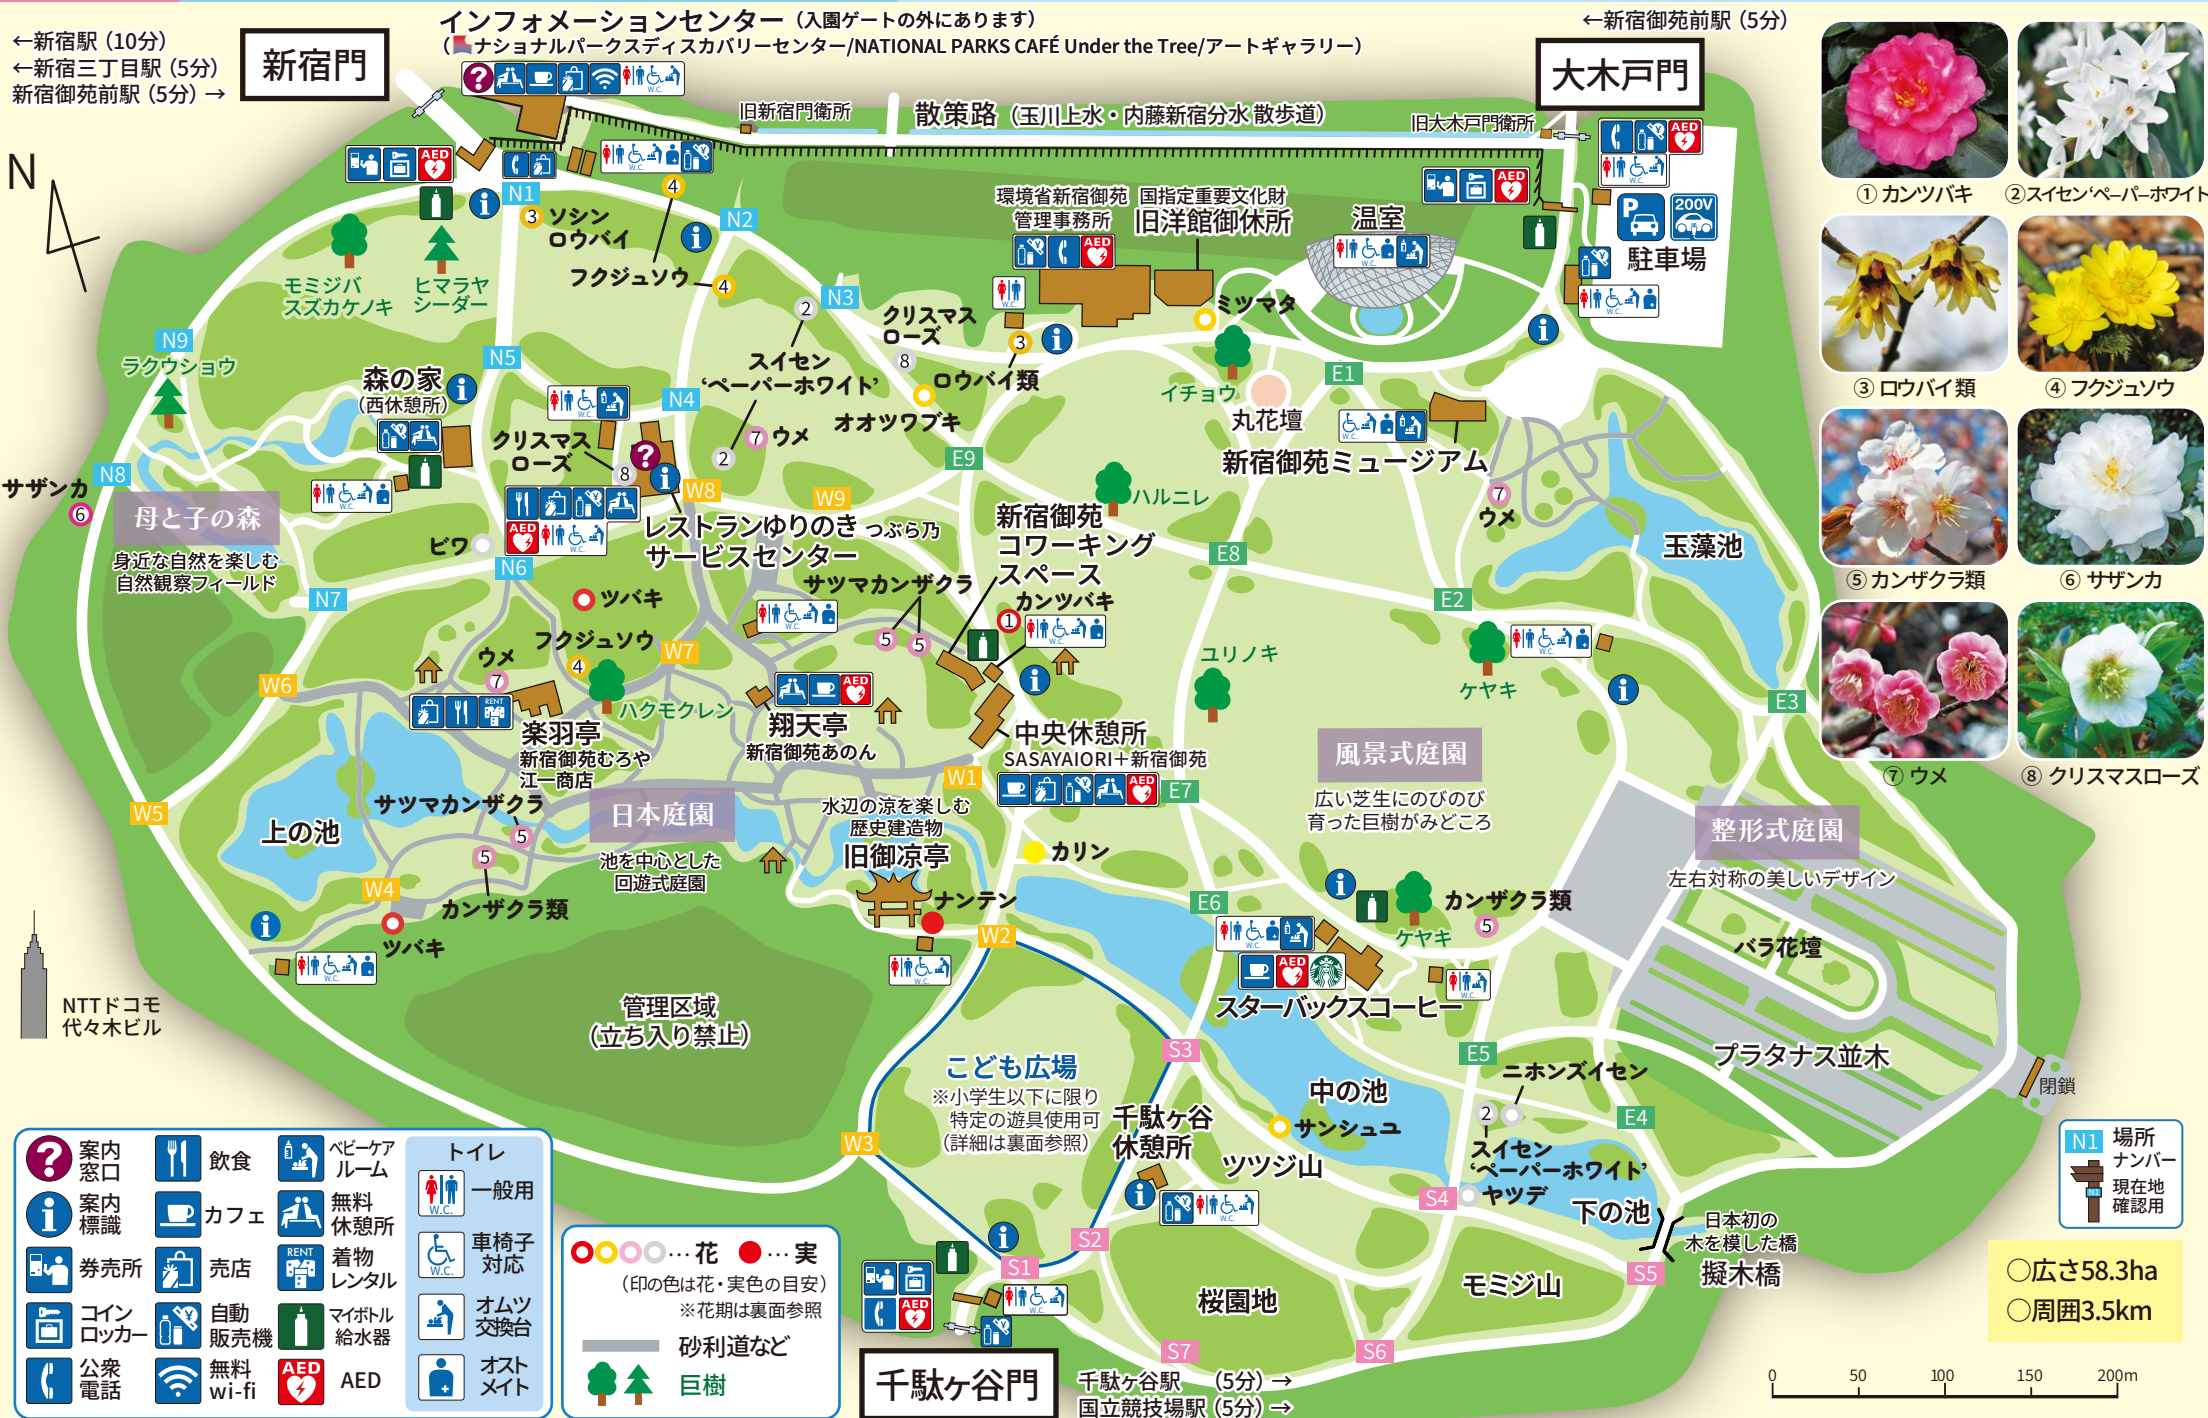 インフォメーションセンター（入園ゲートの外にあります）
（ナショナルパークスディスカバリーセンター/NATIONAL PARKS CAFÉ Under the Tree/アートギャラリー）
←新宿駅（10分）
←新宿三丁目駅（5分）
新宿御苑前駅（5分）→
新宿門
←新宿御苑前駅（5分）
大木戸門
旧新宿門衛所
散策路（玉川上水・内藤新宿分水 散歩道）
旧大木戸門衛所
N
W.C.
AED
N1
③
ソシン
ロウバイ
④
フクジュソウ
④
N2
モミジバ
スズカケノキ
ヒマラヤ
シーダー
環境省新宿御苑
管理事務所
国指定重要文化財
旧洋館御休所
温室
P
200V
駐車場
N3
②
スイセン
‘ペーパーホワイト’
②
クリスマス
ローズ
⑧
③
ロウバイ類
オオツワブキ
ミツマタ
イチョウ
丸花壇
E1
新宿御苑ミュージアム
N9
ラクウショウ
N5
N4
森の家
（西休憩所）
クリスマス
ローズ
⑧
⑦
ウメ
N8
サザンカ
⑥
母と子の森
身近な自然を楽しむ
自然観察フィールド
W8
W9
E9
レストランゆりのき つぶら乃
サービスセンター
ビワ
N6
N7
ハルニレ
新宿御苑
コワーキング
スペース
E8
⑦
ウメ
玉藻池
サツマカンザクラ
⑤
⑤
カンツバキ
①
ツバキ
フクジュソウ
④
ウメ
⑦
W7
W6
ハクモクレン
E2
ユリノキ
ケヤキ
E3
RENT
楽羽亭
新宿御苑むろや
江一商店
翔天亭
新宿御苑あのん
中央休憩所
SASAYAIORI＋新宿御苑
W1
E7
風景式庭園
広い芝生にのびのび
育った巨樹がみどころ
整形式庭園
左右対称の美しいデザイン
W5
上の池
サツマカンザクラ
⑤
⑤
日本庭園
池を中心とした
回遊式庭園
水辺の涼を楽しむ
歴史建造物
旧御凉亭
カリン
W4
カンザクラ類
ツバキ
ナンテン
W2
E6
ケヤキ
カンザクラ類
⑤
バラ花壇
スターバックスコーヒー
NTTドコモ
代々木ビル
管理区域
（立ち入り禁止）
こども広場
※小学生以下に限り
特定の遊具使用可
（詳細は裏面参照）
S3
E5
プラタナス並木
閉鎖
中の池
ニホンズイセン
②
スイセン
‘ペーパーホワイト’
E4
W3
千駄ヶ谷
休憩所
サンシュユ
ツツジ山
S4
ヤツデ
下の池
日本初の
木を模した橋
擬木橋
S2
S1
桜園地
モミジ山
S5
S7
S6
千駄ヶ谷門
千駄ヶ谷駅（5分）→
国立競技場駅（5分）→
① カンツバキ
②スイセン‘ペーパーホワイト’
③ ロウバイ類
④ フクジュソウ
⑤ カンザクラ類
⑥ サザンカ
⑦ ウメ
⑧ クリスマスローズ
案内
窓口
飲食
ベビーケア
ルーム
案内
標識
カフェ
無料
休憩所
券売所
売店
RENT
着物
レンタル
コイン
ロッカー
自動
販売機
マイボトル
給水器
公衆
電話
無料
wi-fi
AED
AED
トイレ
W.C.
一般用
W.C.
車椅子
対応
オムツ
交換台
オスト
メイト
…花 …実
（印の色は花・実色の目安）
※花期は裏面参照
砂利道など
巨樹
N1
場所
ナンバー
現在地
確認用
○広さ58.3ha
○周囲3.5km
0 50 100 150 200m